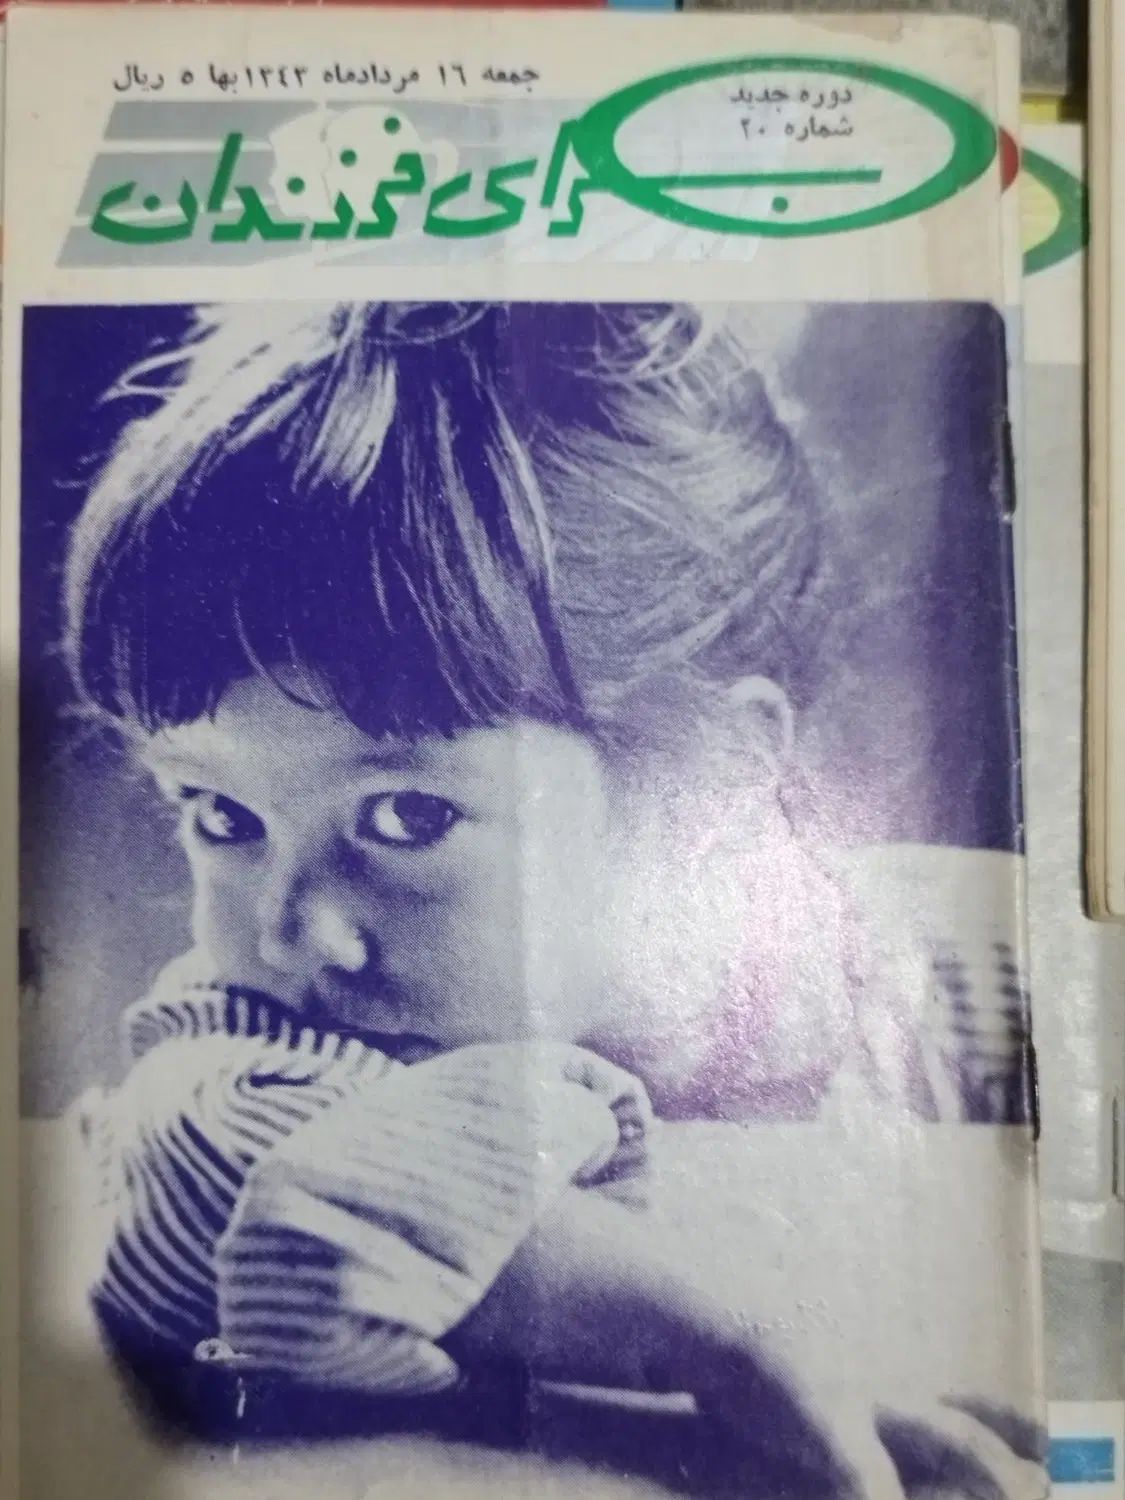 جمعه ۱۶ مردادماه ۱۳۴۳ بها ۵ ریال
دوره جدید
شماره ۲۰
برای فرزندان